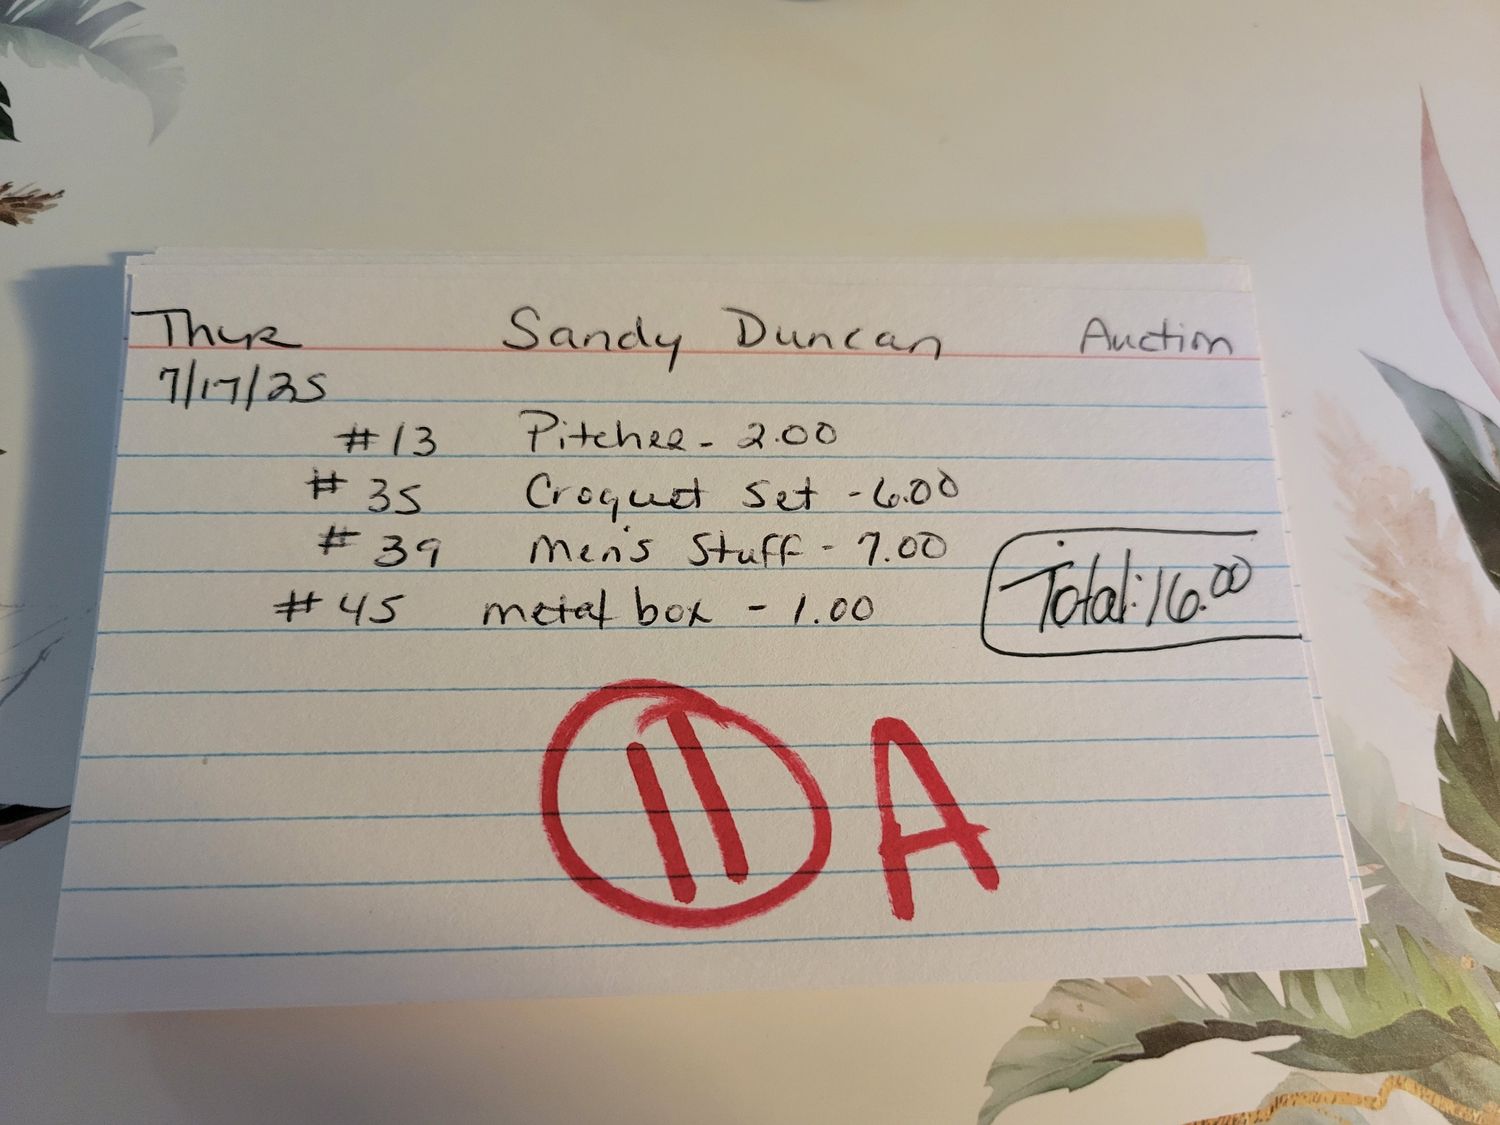 Thur Sandy Duncan Auction
7/17/25
#13 Pitcher - 2.00
#35 Croquet set - 6.00
#39 Men's Stuff - 7.00
#45 metal box - 1.00
Total: 16.00
11 A